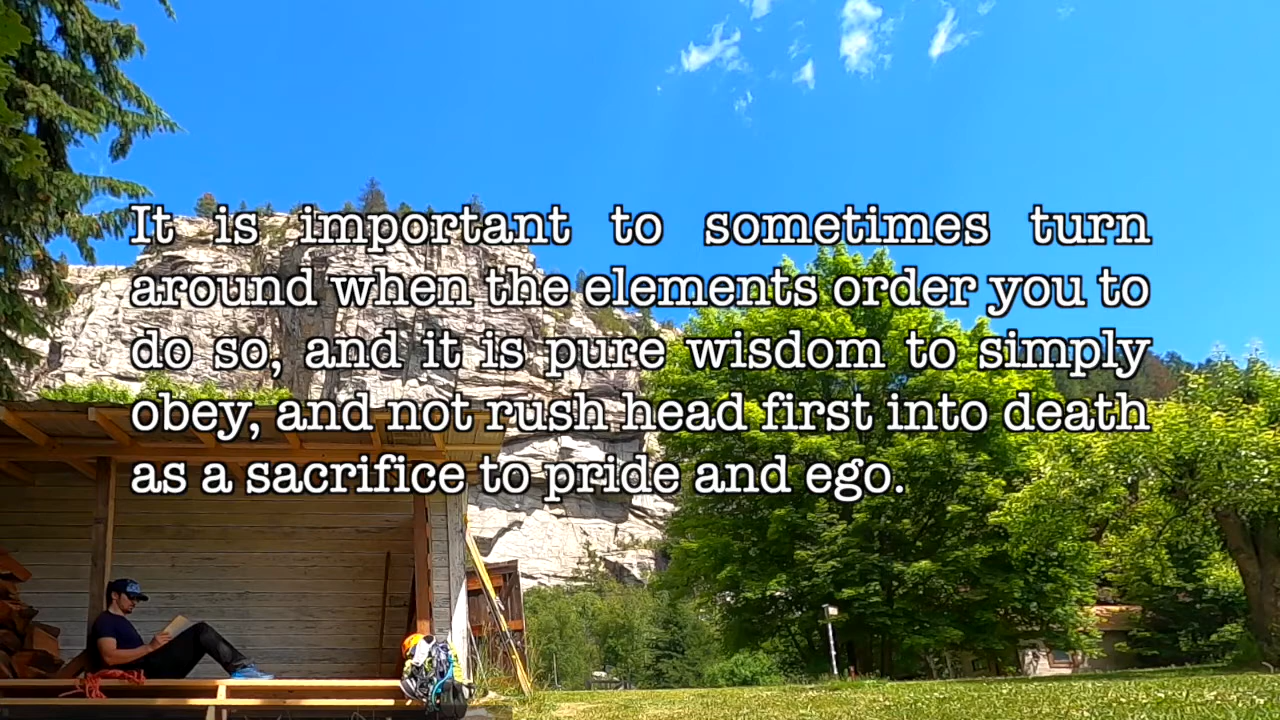 It is important to sometimes turn
around when the elements order you to
do so, and it is pure wisdom to simply
obey, and not rush head first into death
as a sacrifice to pride and ego.